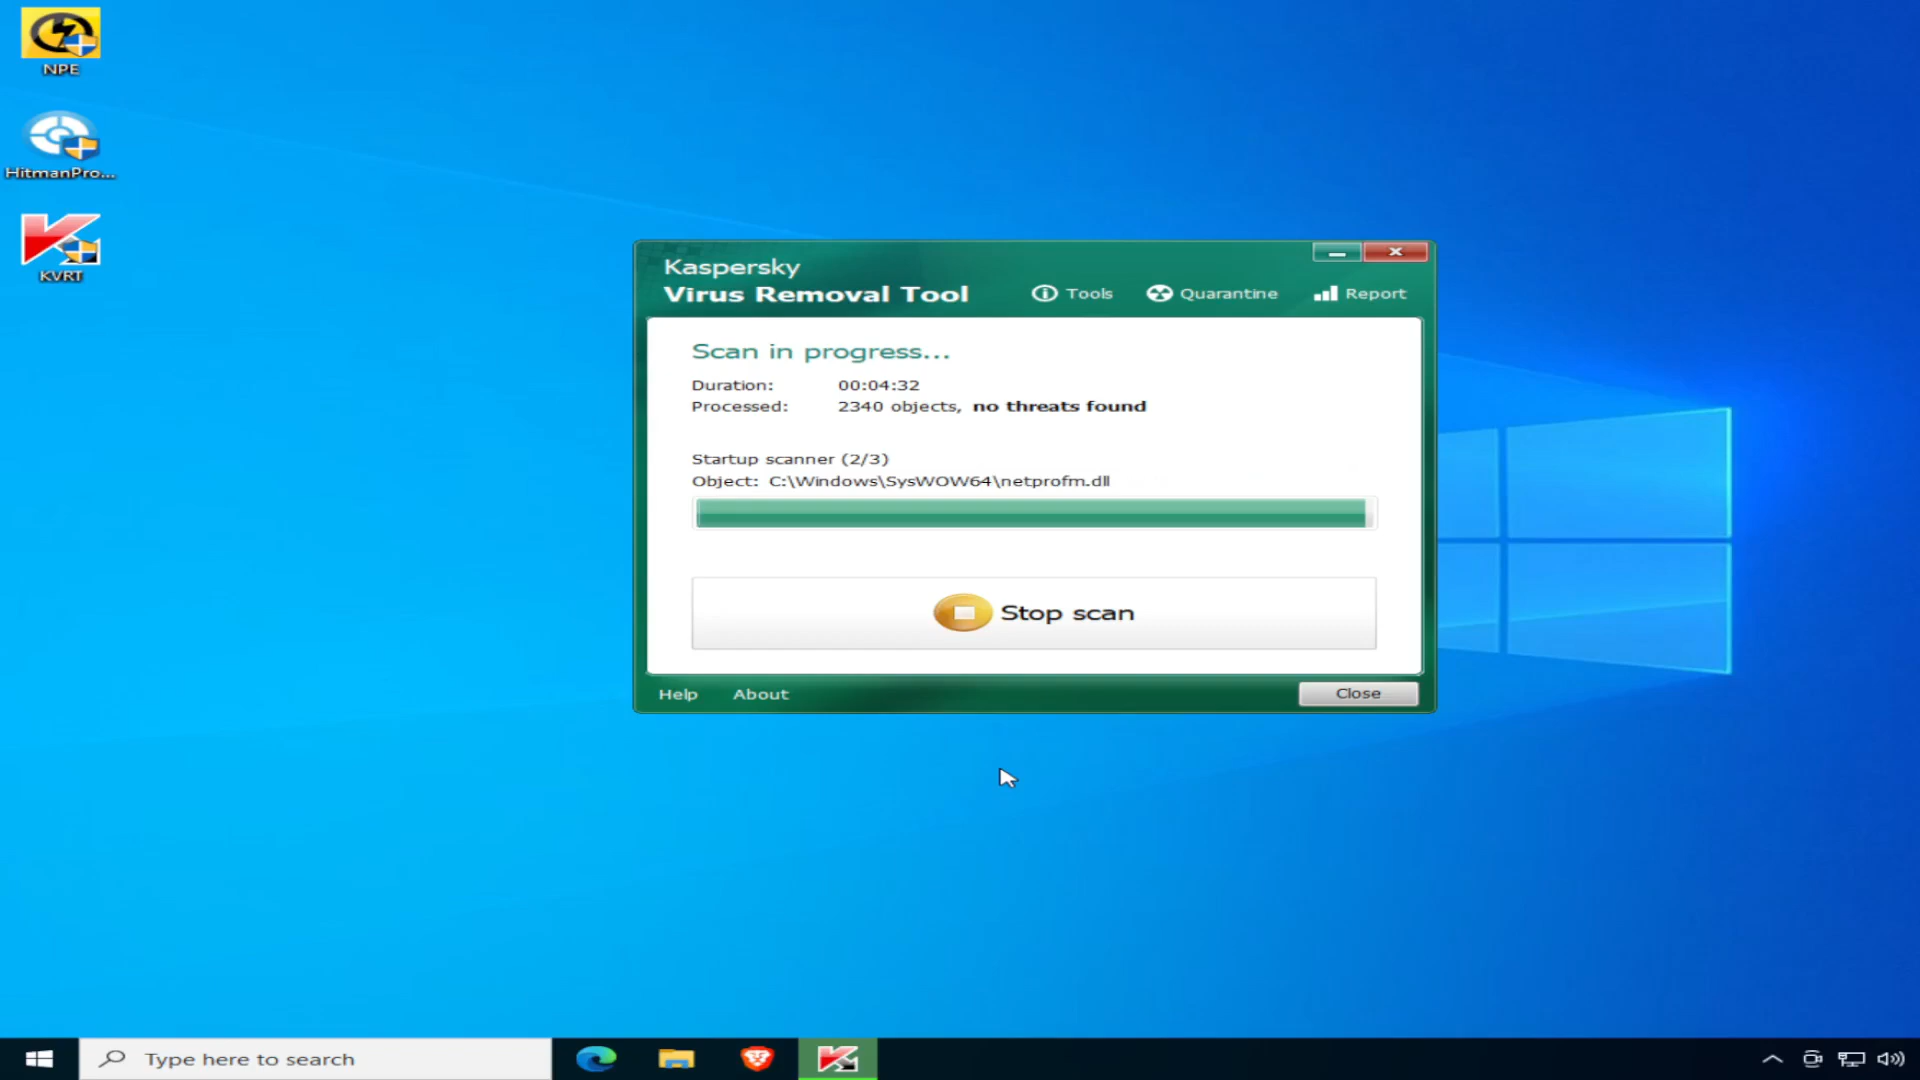 NPE
HitmanPro...
KVRT
Kaspersky
Virus Removal Tool
Tools
Quarantine
Report
Scan in progress...
Duration: 00:04:32
Processed: 2340 objects, no threats found
Startup scanner (2/3)
Object: C:\Windows\SysWOW64\netprofm.dll
Stop scan
Help
About
Close
Type here to search